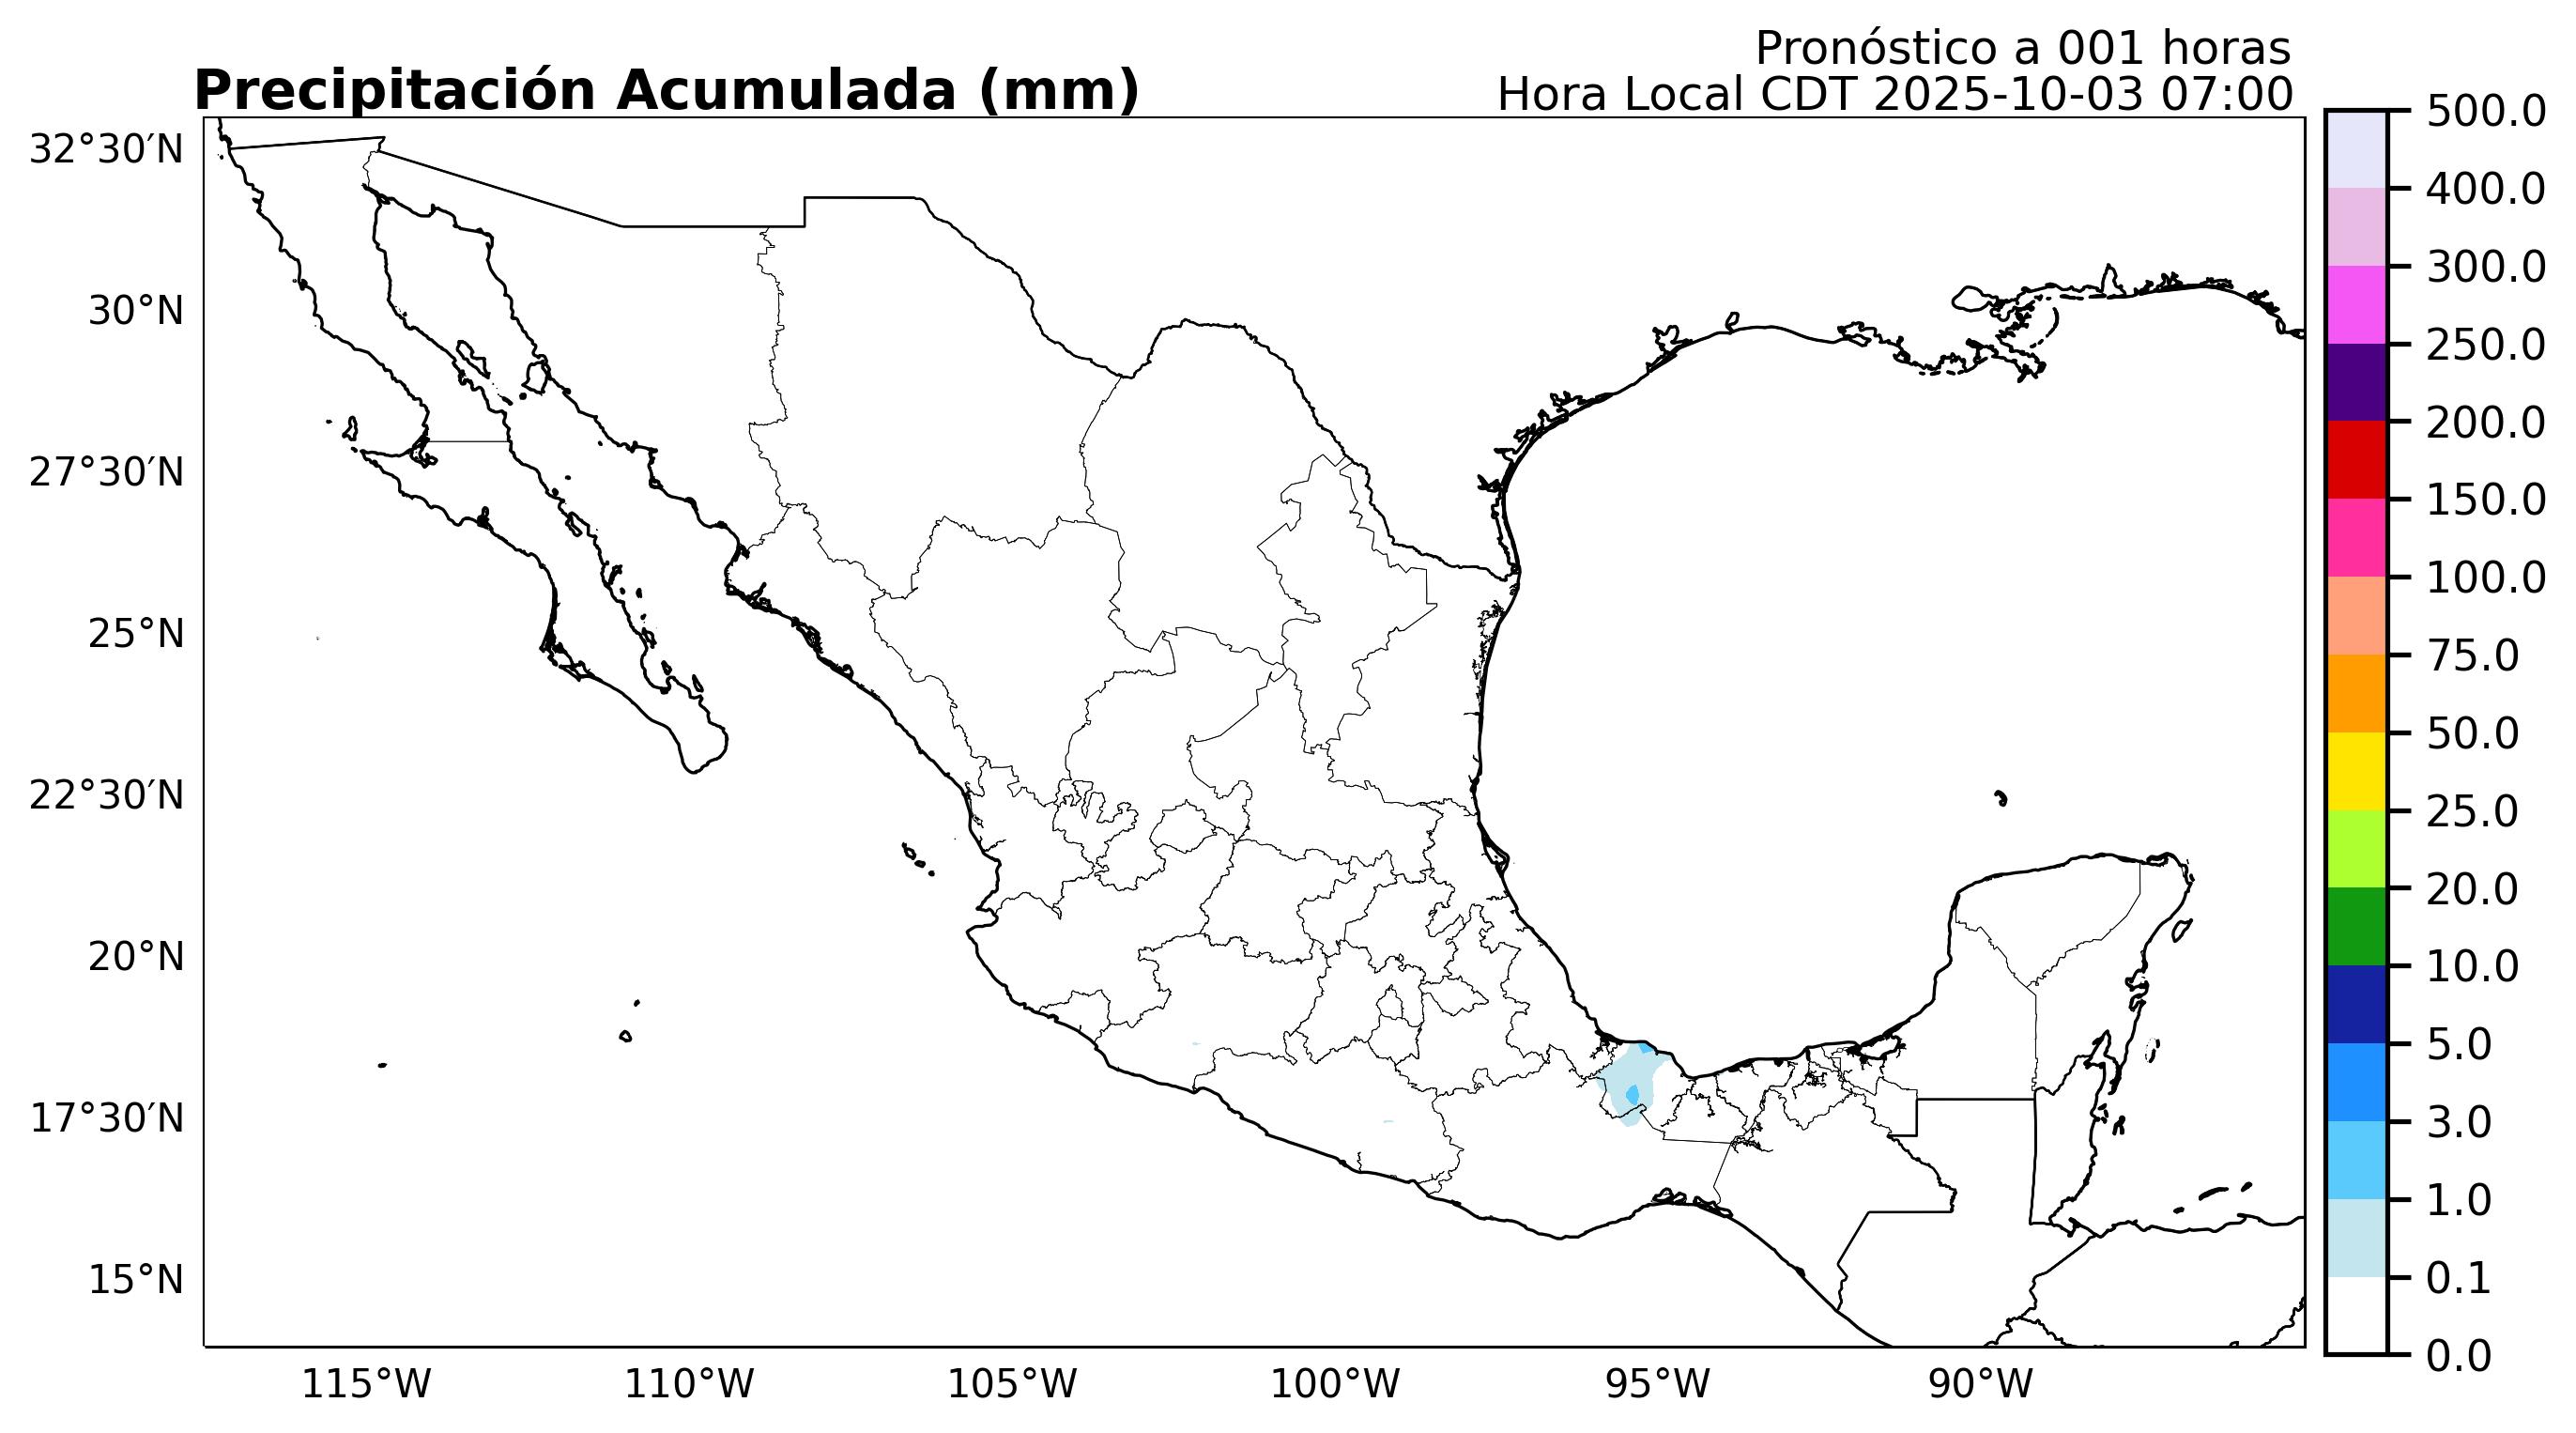 Pronóstico a 001 horas
Precipitación Acumulada (mm)
Hora Local CDT 2025-10-03 07:00
32°30′N
30°N
27°30′N
25°N
22°30′N
20°N
17°30′N
15°N
115°W
110°W
105°W
100°W
95°W
90°W
500.0
400.0
300.0
250.0
200.0
150.0
100.0
75.0
50.0
25.0
20.0
10.0
5.0
3.0
1.0
0.1
0.0